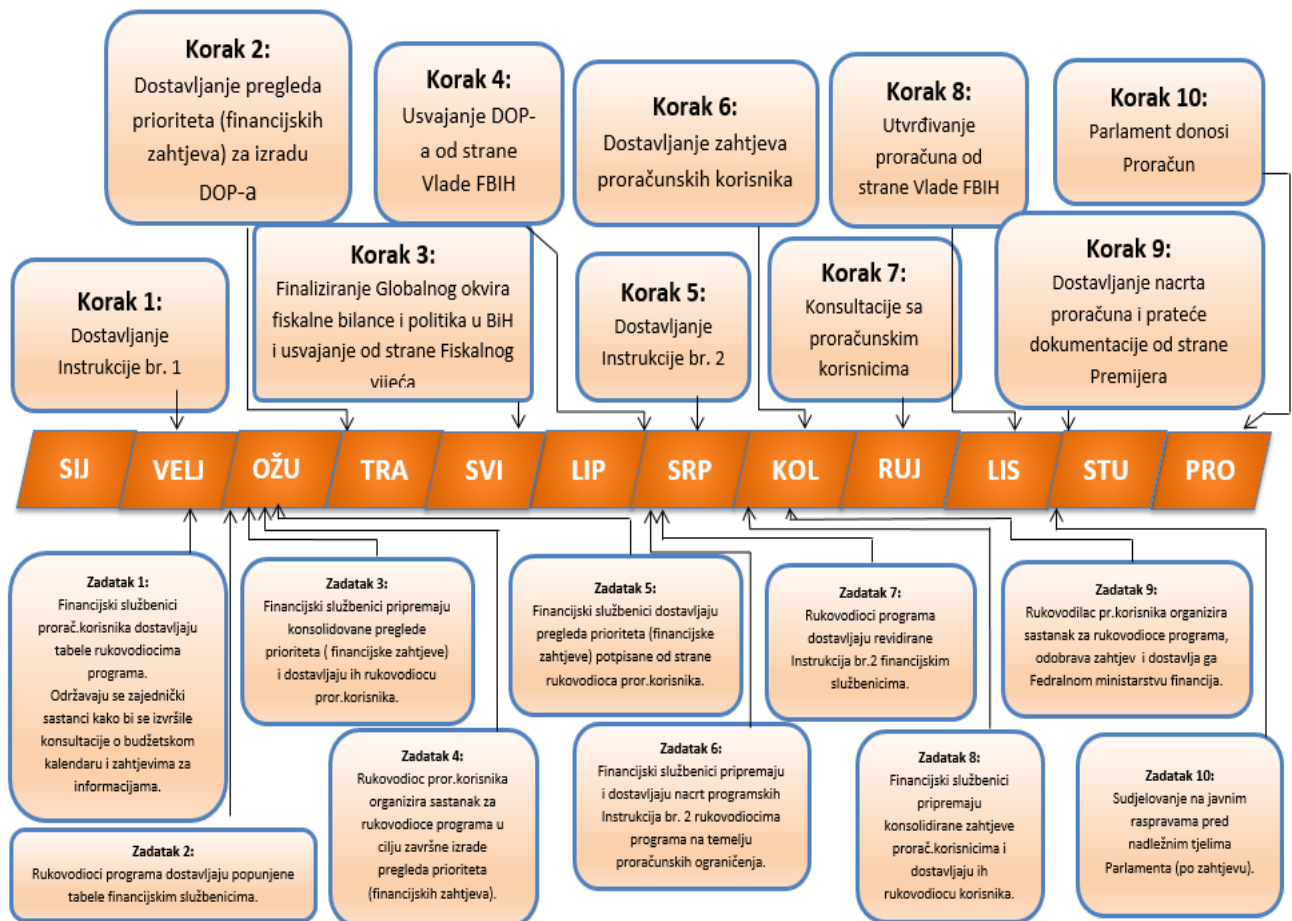 Korak 2:
Dostavljanje pregleda
prioriteta (financijskih
zahtjeva) za izradu
DOP-a
Korak 4:
Usvajanje DOP-
a od strane
Vlade FBIH
Korak 6:
Dostavljanje zahtjeva
proračunskih korisnika
Korak 8:
Utvrđivanje
proračuna od
strane Vlade FBIH
Korak 10:
Parlament donosi
Proračun
Korak 1:
Dostavljanje
Instrukcije br. 1
Korak 3:
Finaliziranje Globalnog okvira
fiskalne bilance i politika u BiH
i usvajanje od strane Fiskalnog
vijeća
Korak 5:
Dostavljanje
Instrukcije br. 2
Korak 7:
Konsultacije sa
proračunskim
korisnicima
Korak 9:
Dostavljanje nacrta
proračuna i prateće
dokumentacije od strane
Premijera
SIJ VELJ OŽU TRA SVI LIP SRP KOL RUJ LIS STU PRO
Zadatak 1:
Financijski službenici
prorač.korisnika dostavljaju
tabele rukovodiocima
programa.
Održavaju se zajednički
sastanci kako bi se izvršile
konsultacije o budžetskom
kalendaru i zahtjevima za
informacijama.
Zadatak 2:
Rukovodioci programa dostavljaju popunjene
tabele financijskim službenicima.
Zadatak 3:
Financijski službenici pripremaju
konsolidovane preglede
prioriteta ( financijske zahtjeve)
i dostavljaju ih rukovodiocu
pror.korisnika.
Zadatak 4:
Rukovodioc pror.korisnika
organizira sastanak za
rukovodioce programa u
cilju završne izrade
pregleda prioriteta
(financijskih zahtjeva).
Zadatak 5:
Financijski službenici dostavljaju
pregleda prioriteta (financijske
zahtjeve) potpisane od strane
rukovodioca pror.korisnika.
Zadatak 6:
Financijski službenici pripremaju
i dostavljaju nacrt programskih
Instrukcija br. 2 rukovodiocima
programa na temelju
proračunskih ograničenja.
Zadatak 7:
Rukovodioci programa
dostavljaju revidirane
Instrukcija br.2 financijskim
službenicima.
Zadatak 8:
Financijski službenici
pripremaju
konsolidirane zahtjeve
prorač.korisnicima i
dostavljaju ih
rukovodiocu korisnika.
Zadatak 9:
Rukovodilac pr.korisnika organizira
sastanak za rukovodioce programa,
odobrava zahtjev i dostavlja ga
Federalnom ministarstvu financija.
Zadatak 10:
Sudjelovanje na javnim
raspravama pred
nadležnim tjelima
Parlamenta (po zahtjevu).